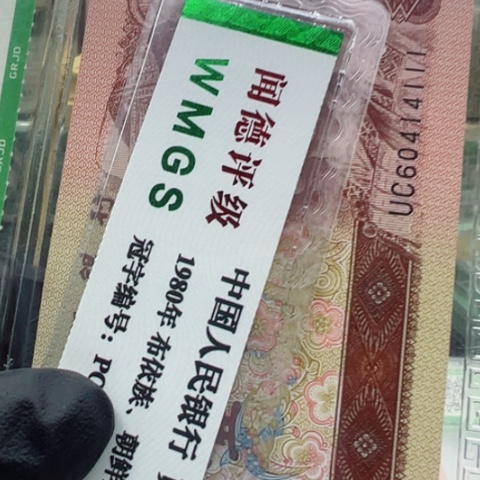 闻德评级
WMGS
中国人民银行
1980年 布依族、朝鲜
冠字编号:
UC60414111
GRJD